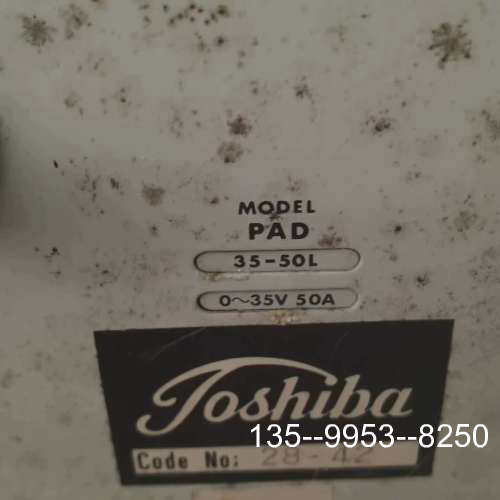 MODEL
PAD
35-50L
0~35V 50A
Toshiba
135--9953--8250
Code No: 28-42